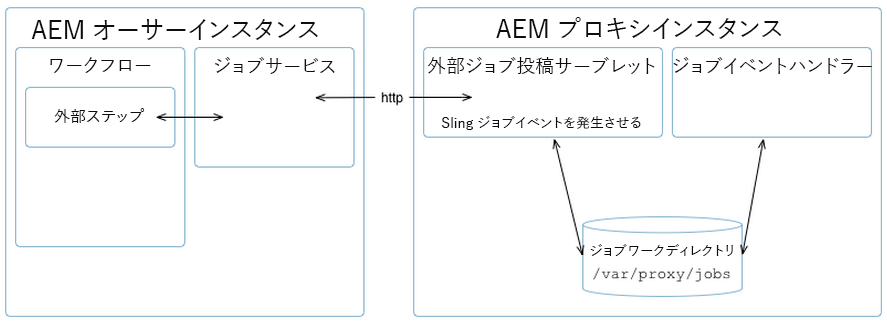 AEM オーサーインスタンス
ワークフロー
外部ステップ
ジョブサービス
http
AEM プロキシインスタンス
外部ジョブ投稿サーブレット
Sling ジョブイベントを発生させる
ジョブイベントハンドラー
ジョブワークディレクトリ
/var/proxy/jobs